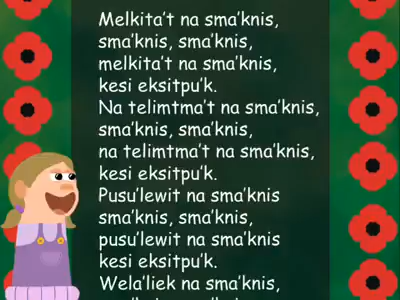 Melkita't na sma'knis,
sma'knis, sma'knis,
melkita't na sma'knis,
kesi eksitpu'k.
Na telimtma't na sma'knis,
sma'knis, sma'knis,
na telimtma't na sma'knis,
kesi eksitpu'k.
Pusu'lewit na sma'knis
sma'knis, sma'knis,
pusu'lewit na sma'knis
kesi eksitpu'k.
Wela'liek na sma'knis,